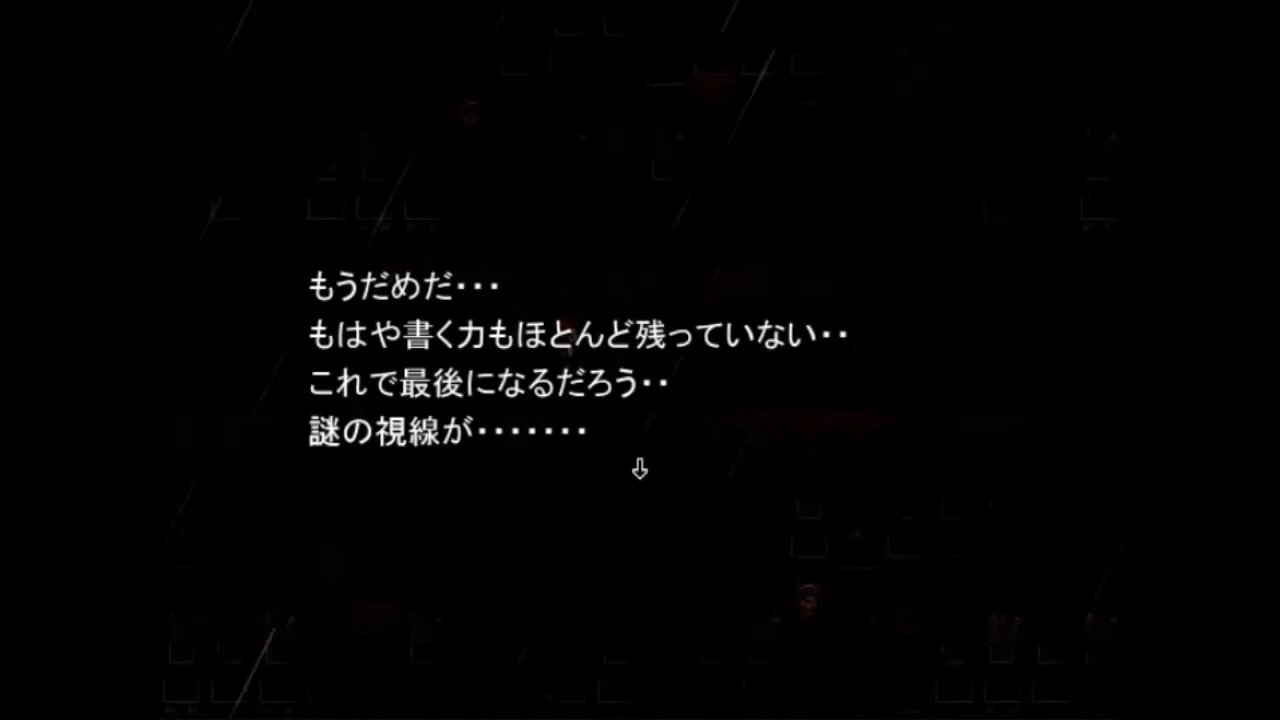 もうだめだ･･･
もはや書く力もほとんど残っていない･･
これで最後になるだろう･･
謎の視線が･･･････